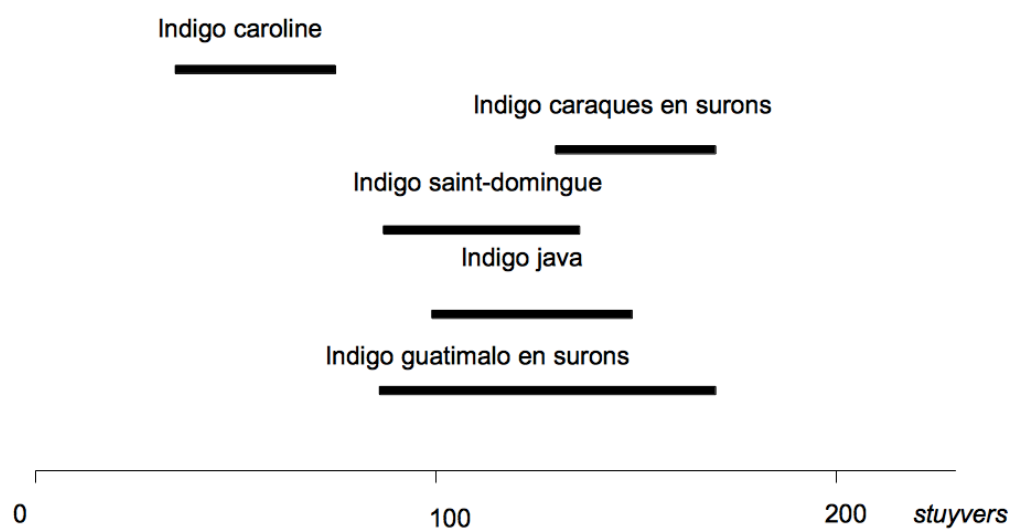 Indigo caroline
Indigo caraques en surons
Indigo saint-domingue
Indigo java
Indigo guatimalo en surons
0 100 200 stuyvers